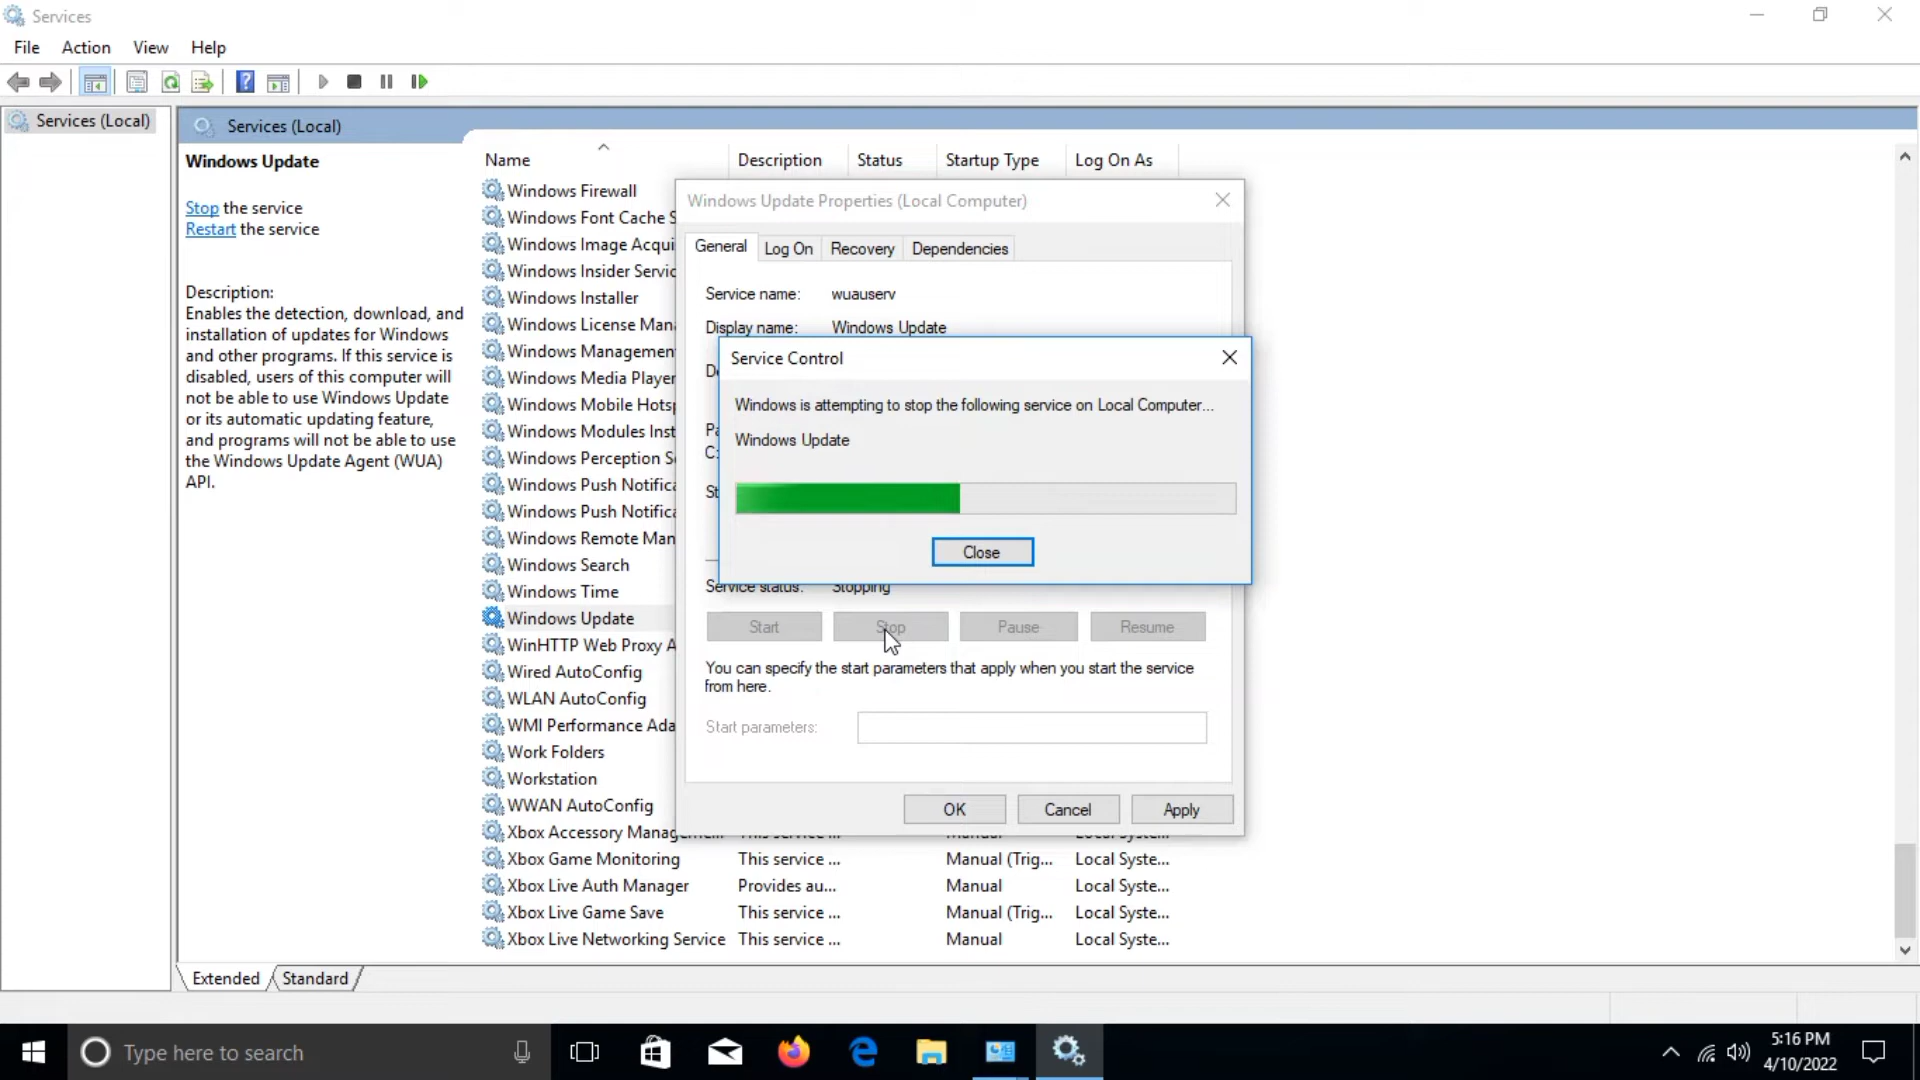 Services
File Action View Help
Services (Local)
Services (Local)
Windows Update
Stop the service
Restart the service
Description:
Enables the detection, download, and
installation of updates for Windows
and other programs. If this service is
disabled, users of this computer will
not be able to use Windows Update
or its automatic updating feature,
and programs will not be able to use
the Windows Update Agent (WUA)
API.
Name Description Status Startup Type Log On As
Windows Firewall
Windows Font Cache S
Windows Image Acqui
Windows Insider Servic
Windows Installer
Windows License Man
Windows Managemen
Windows Media Player
Windows Mobile Hots
Windows Modules Inst
Windows Perception S
Windows Push Notifica
Windows Push Notifica
Windows Remote Man
Windows Search
Windows Time
Windows Update
WinHTTP Web Proxy A
Wired AutoConfig
WLAN AutoConfig
WMI Performance Ada
Work Folders
Workstation
WWAN AutoConfig
Xbox Accessory
Xbox Game Monitoring This service ... Manual (Trig... Local Syste...
Xbox Live Auth Manager Provides au... Manual Local Syste...
Xbox Live Game Save This service ... Manual (Trig... Local Syste...
Xbox Live Networking Service This service ... Manual Local Syste...
Windows Update Properties (Local Computer)
General Log On Recovery Dependencies
Service name: wuauserv
Display name: Windows Update
Service Control
Windows is attempting to stop the following service on Local Computer...
Windows Update
Close
Service status: Stopping
Start Stop Pause Resume
You can specify the start parameters that apply when you start the service
from here.
Start parameters:
OK Cancel Apply
Extended Standard
Type here to search
5:16 PM
4/10/2022